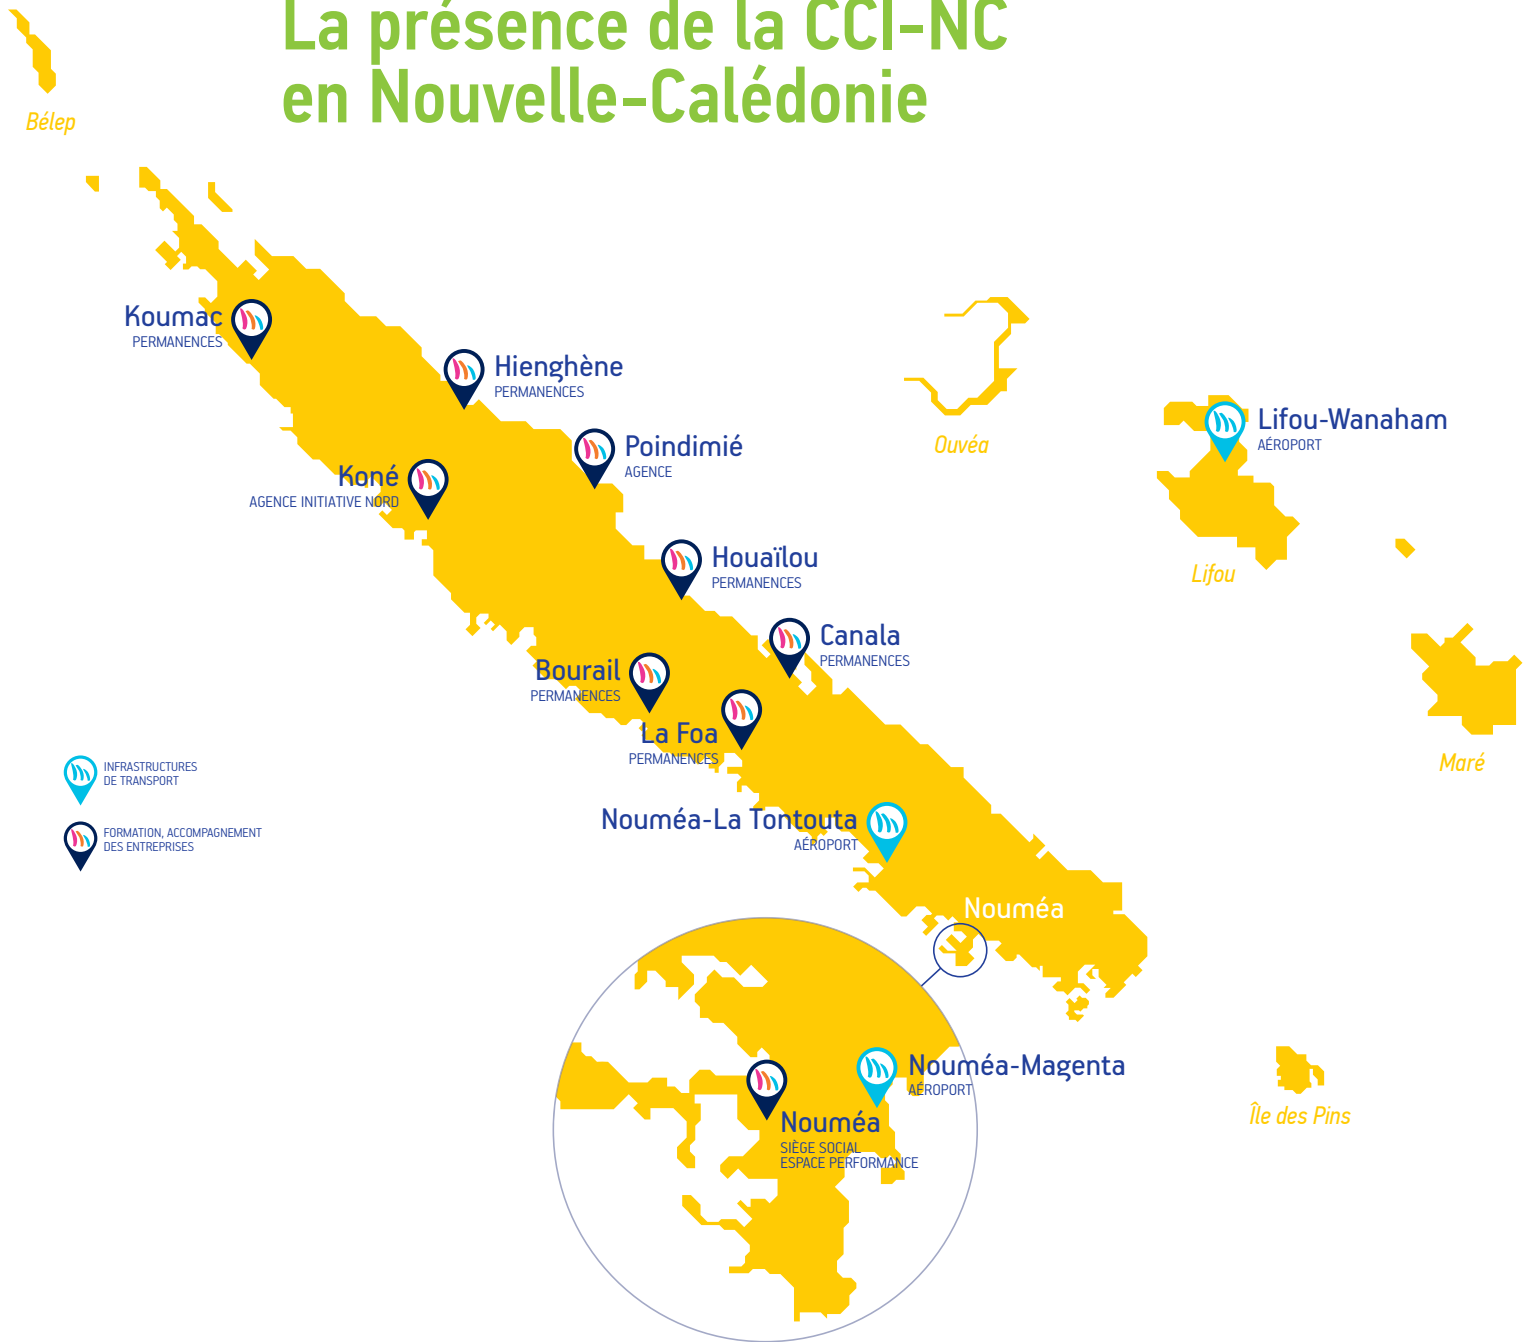 La présence de la CCI-NC
en Nouvelle-Calédonie
Bélep
Koumac
PERMANENCES
Hienghène
PERMANENCES
Poindimié
AGENCE
Koné
AGENCE INITIATIVE NORD
Ouvéa
Lifou-Wanaham
AÉROPORT
Lifou
Houaïlou
PERMANENCES
Canala
PERMANENCES
Bourail
PERMANENCES
La Foa
PERMANENCES
Maré
INFRASTRUCTURES
DE TRANSPORT
FORMATION, ACCOMPAGNEMENT
DES ENTREPRISES
Nouméa-La Tontouta
AÉROPORT
Nouméa
Nouméa-Magenta
AÉROPORT
Nouméa
SIÈGE SOCIAL
ESPACE PERFORMANCE
Île des Pins